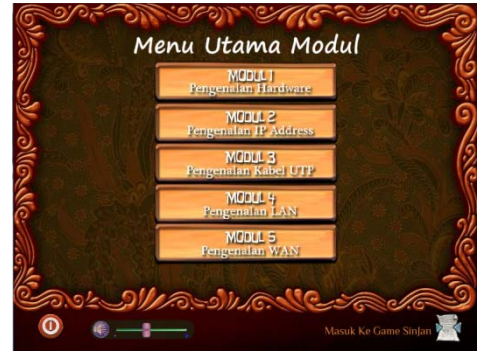 Menu Utama Modul
MODUL 1
Pengenalan Hardware
MODUL 2
Pengenalan IP Address
MODUL 3
Pengenalan Kabel UTP
MODUL 4
Pengenalan LAN
MODUL 5
Pengenalan WAN
Masuk Ke Game SinJan